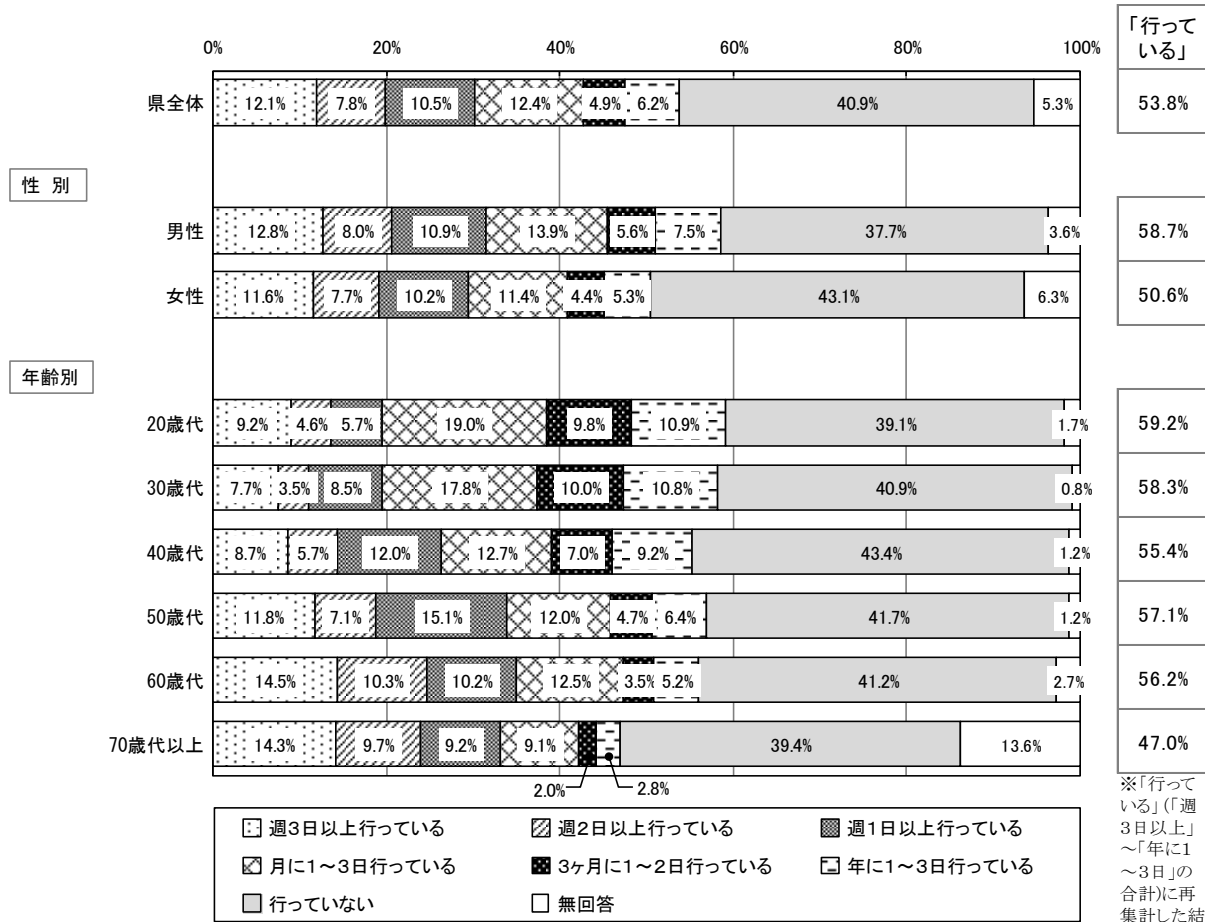 0% 20% 40% 60% 80% 100%
「行って
いる」
県全体 12.1% 7.8% 10.5% 12.4% 4.9% 6.2% 40.9% 5.3% 53.8%
性 別
男性 12.8% 8.0% 10.9% 13.9% 5.6% 7.5% 37.7% 3.6% 58.7%
女性 11.6% 7.7% 10.2% 11.4% 4.4% 5.3% 43.1% 6.3% 50.6%
年齢別
20歳代 9.2% 4.6% 5.7% 19.0% 9.8% 10.9% 39.1% 1.7% 59.2%
30歳代 7.7% 3.5% 8.5% 17.8% 10.0% 10.8% 40.9% 0.8% 58.3%
40歳代 8.7% 5.7% 12.0% 12.7% 7.0% 9.2% 43.4% 1.2% 55.4%
50歳代 11.8% 7.1% 15.1% 12.0% 4.7% 6.4% 41.7% 1.2% 57.1%
60歳代 14.5% 10.3% 10.2% 12.5% 3.5% 5.2% 41.2% 2.7% 56.2%
70歳代以上 14.3% 9.7% 9.2% 9.1% 39.4% 13.6% 47.0%
2.0% 2.8%
週3日以上行っている 週2日以上行っている 週1日以上行っている
月に1～3日行っている 3ヶ月に1～2日行っている 年に1～3日行っている
行っていない 無回答
※「行って
いる」(「週
3日以上」
～「年に1
～3日」の
合計)に再
集計した結